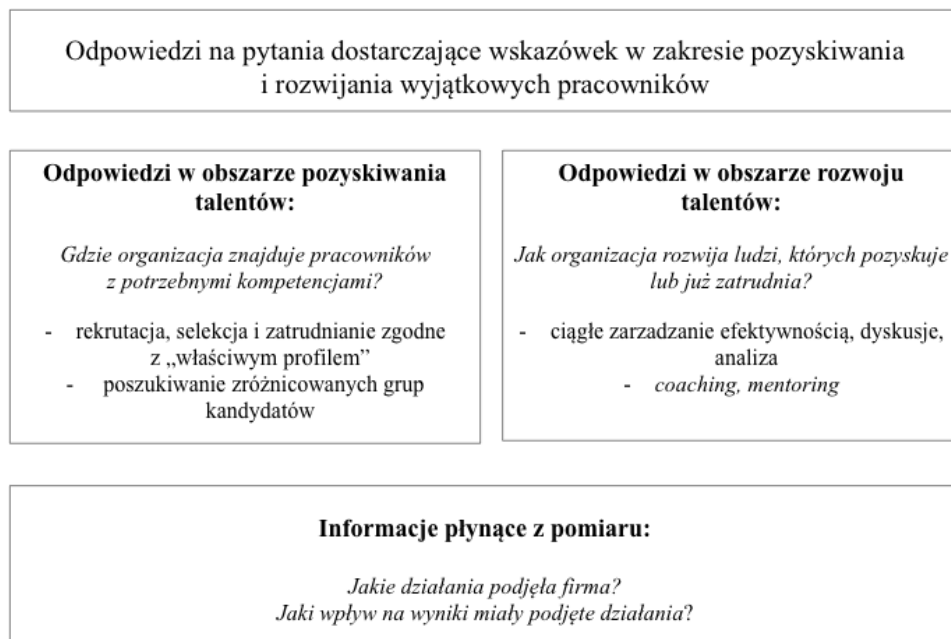 Odpowiedzi na pytania dostarczające wskazówek w zakresie pozyskiwania
i rozwijania wyjątkowych pracowników
Odpowiedzi w obszarze pozyskiwania
talentów:
Gdzie organizacja znajduje pracowników
z potrzebnymi kompetencjami?
- rekrutacja, selekcja i zatrudnianie zgodne
z „właściwym profilem”
- poszukiwanie zróżnicowanych grup
kandydatów
Odpowiedzi w obszarze rozwoju
talentów:
Jak organizacja rozwija ludzi, których pozyskuje
lub już zatrudnia?
- ciągłe zarzadzanie efektywnością, dyskusje,
analiza
- coaching, mentoring
Informacje płynące z pomiaru:
Jakie działania podjęła firma?
Jaki wpływ na wyniki miały podjęte działania?